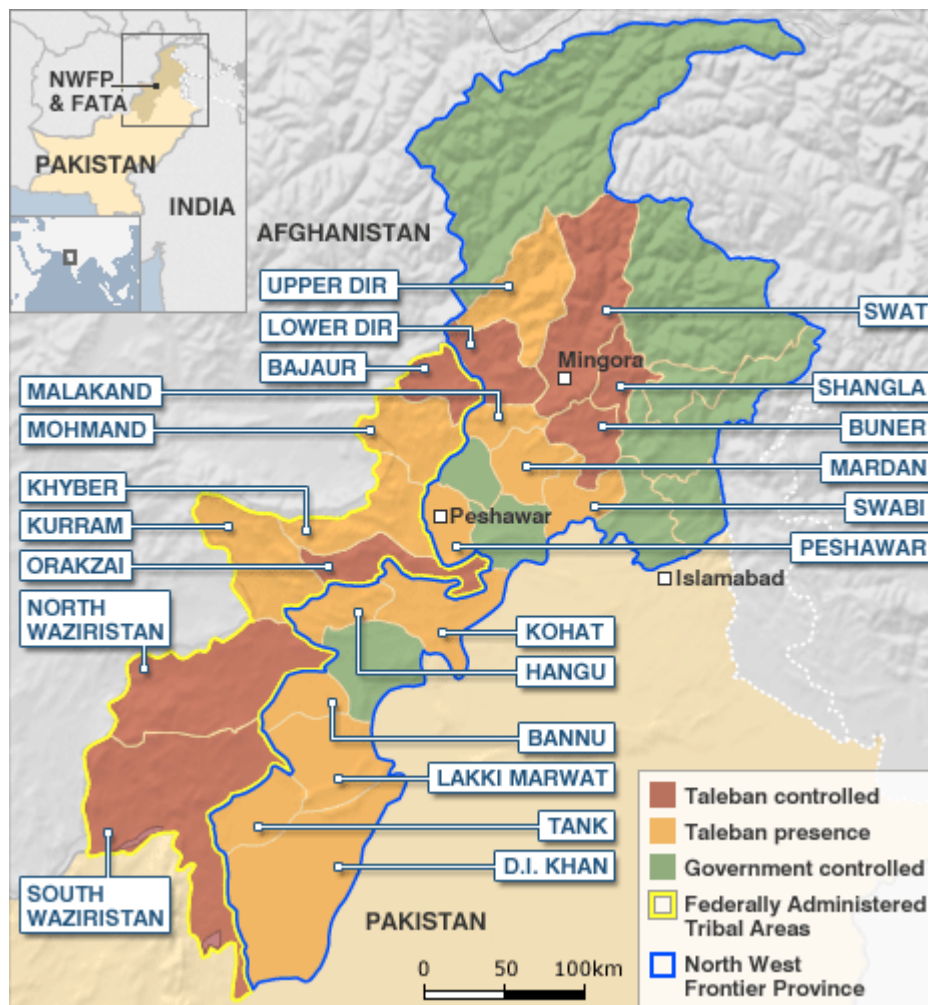 NWFP
& FATA
PAKISTAN
INDIA
AFGHANISTAN
UPPER DIR
LOWER DIR
BAJAUR
MALAKAND
MOHMAND
KHYBER
KURRAM
ORAKZAI
NORTH
WAZIRISTAN
SOUTH
WAZIRISTAN
Mingora
Peshawar
Islamabad
SWAT
SHANGLA
BUNER
MARDAN
SWABI
PESHAWAR
KOHAT
HANGU
BANNU
LAKKI MARWAT
TANK
D.I. KHAN
PAKISTAN
0 50 100km
Taleban controlled
Taleban presence
Government controlled
Federally Administered
Tribal Areas
North West
Frontier Province